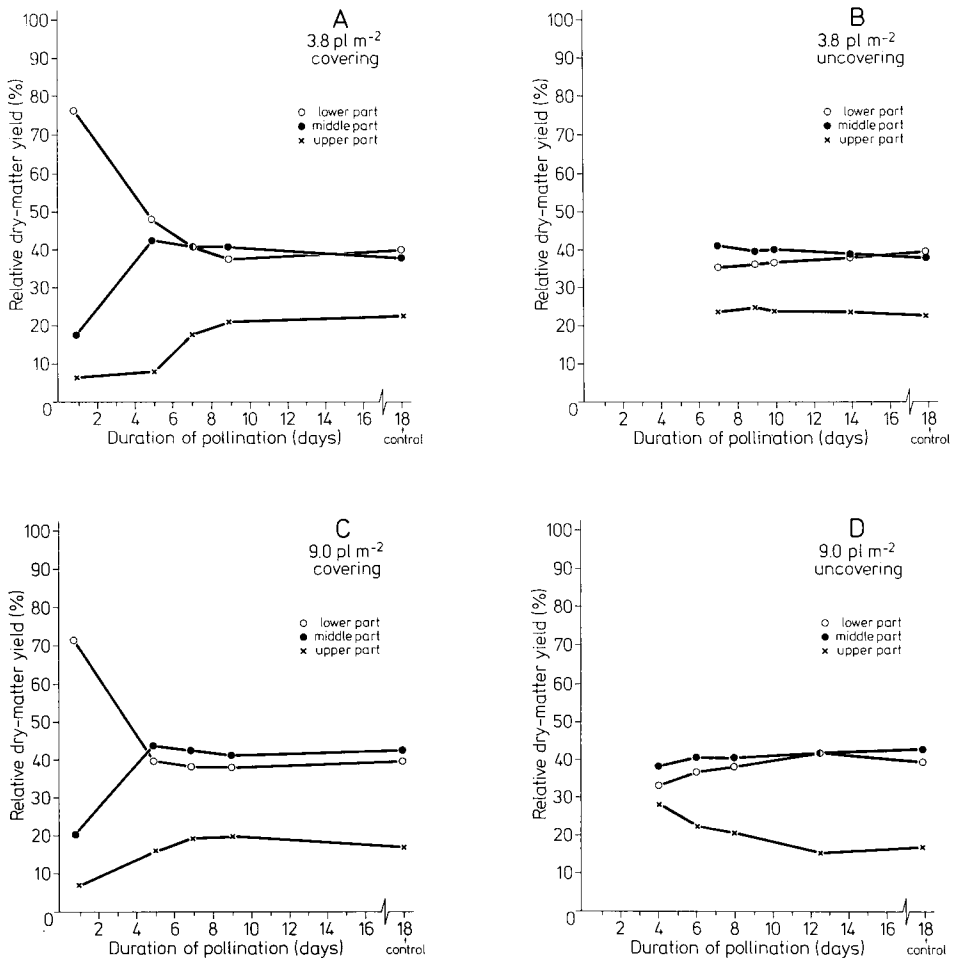 A
3.8 pl m⁻²
covering
lower part
middle part
upper part
Relative dry-matter yield (%)
100
90
80
70
60
50
40
30
20
10
0
2 4 6 8 10 12 14 16 18
Duration of pollination (days)
control
B
3.8 pl m⁻²
uncovering
lower part
middle part
upper part
Relative dry-matter yield (%)
100
90
80
70
60
50
40
30
20
10
0
2 4 6 8 10 12 14 16 18
Duration of pollination (days)
control
C
9.0 pl m⁻²
covering
lower part
middle part
upper part
Relative dry-matter yield (%)
100
90
80
70
60
50
40
30
20
10
0
2 4 6 8 10 12 14 16 18
Duration of pollination (days)
control
D
9.0 pl m⁻²
uncovering
lower part
middle part
upper part
Relative dry-matter yield (%)
100
90
80
70
60
50
40
30
20
10
0
2 4 6 8 10 12 14 16 18
Duration of pollination (days)
control